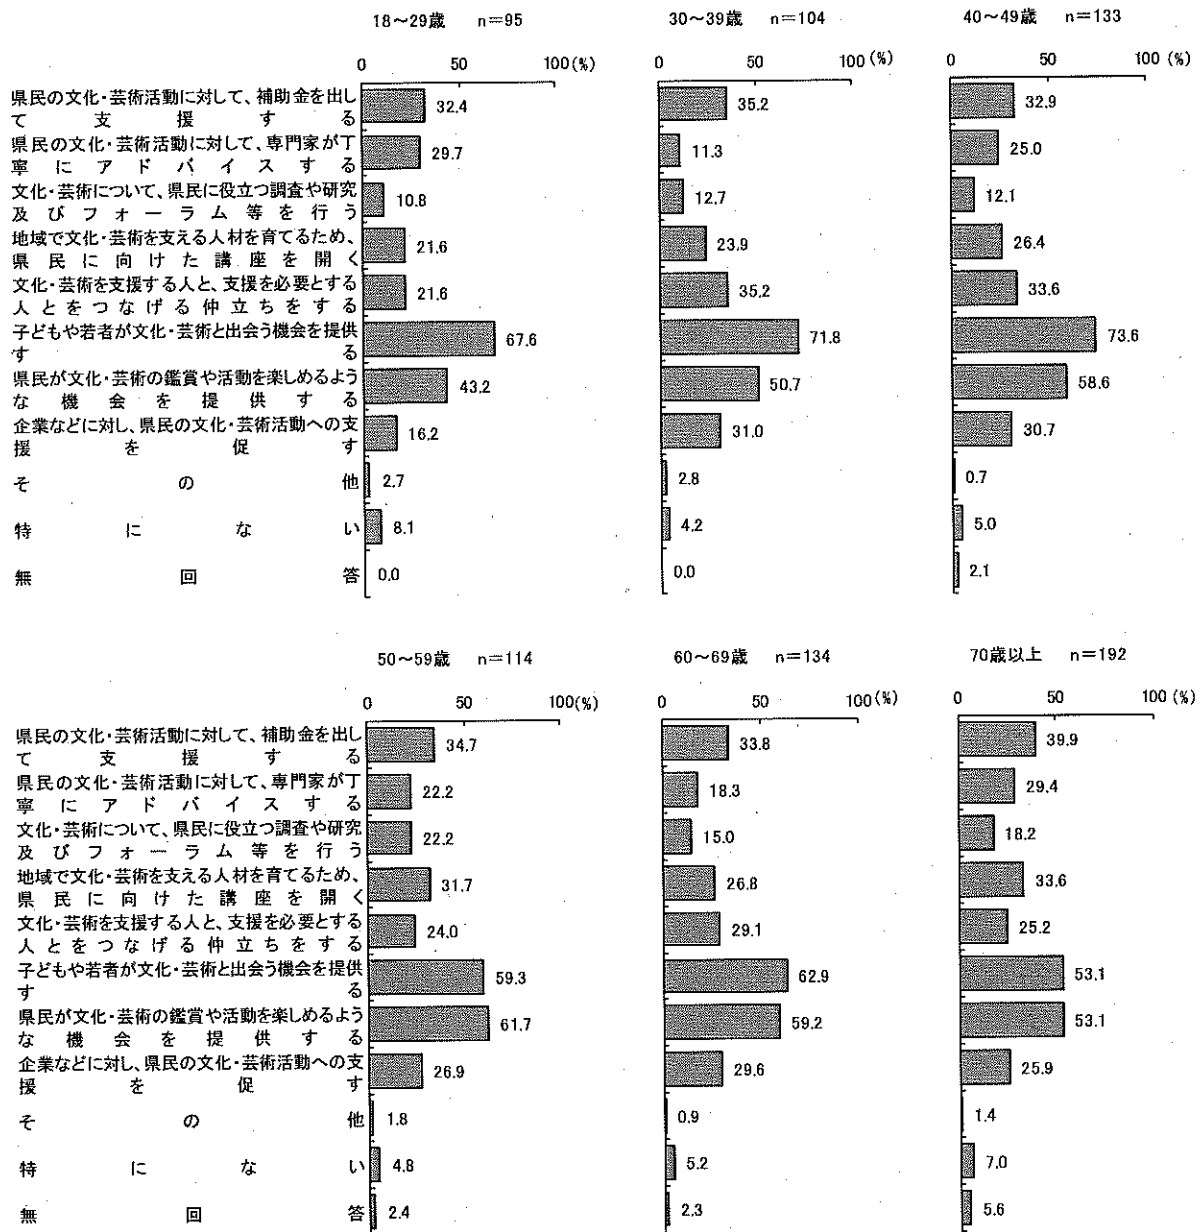 18～29歳 n=95
30～39歳 n=104
40～49歳 n=133
0 50 100(%)
0 50 100(%)
0 50 100(%)
県民の文化・芸術活動に対して、補助金を出し
て支援する
32.4 35.2 32.9
県民の文化・芸術活動に対して、専門家が丁
寧にアドバイスする
29.7 11.3 25.0
文化・芸術について、県民に役立つ調査や研究
及びフォーラム等を行う
10.8 12.7 12.1
地域で文化・芸術を支える人材を育てるため、
県民に向けた講座を開く
21.6 23.9 26.4
文化・芸術を支援する人と、支援を必要とする
人とをつなげる仲立ちをする
21.6 35.2 33.6
子どもや若者が文化・芸術と出会う機会を提供
する
67.6 71.8 73.6
県民が文化・芸術の鑑賞や活動を楽しめるよう
な機会を提供する
43.2 50.7 58.6
企業などに対し、県民の文化・芸術活動への支
援を促す
16.2 31.0 30.7
その他
2.7 2.8 0.7
特にない
8.1 4.2 5.0
無回答
0.0 0.0 2.1
50～59歳 n=114
60～69歳 n=134
70歳以上 n=192
0 50 100(%)
0 50 100(%)
0 50 100(%)
県民の文化・芸術活動に対して、補助金を出し
て支援する
34.7 33.8 39.9
県民の文化・芸術活動に対して、専門家が丁
寧にアドバイスする
22.2 18.3 29.4
文化・芸術について、県民に役立つ調査や研究
及びフォーラム等を行う
22.2 15.0 18.2
地域で文化・芸術を支える人材を育てるため、
県民に向けた講座を開く
31.7 26.8 33.6
文化・芸術を支援する人と、支援を必要とする
人とをつなげる仲立ちをする
24.0 29.1 25.2
子どもや若者が文化・芸術と出会う機会を提供
する
59.3 62.9 53.1
県民が文化・芸術の鑑賞や活動を楽しめるよう
な機会を提供する
61.7 59.2 53.1
企業などに対し、県民の文化・芸術活動への支
援を促す
26.9 29.6 25.9
その他
1.8 0.9 1.4
特にない
4.8 5.2 7.0
無回答
2.4 2.3 5.6